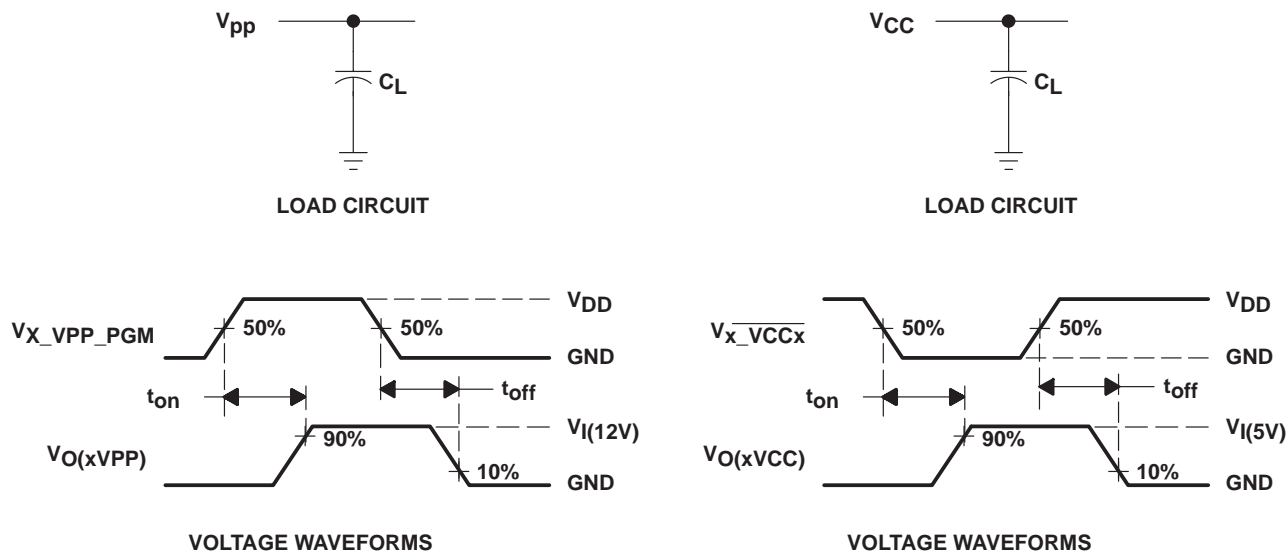 Vpp
CL
LOAD CIRCUIT
VX_VPP_PGM
50%
50%
VDD
GND
ton
toff
VO(xVPP)
90%
10%
VI(12V)
GND
VOLTAGE WAVEFORMS
VCC
CL
LOAD CIRCUIT
Vx_VCCx
50%
50%
VDD
GND
ton
toff
VO(xVCC)
90%
10%
VI(5V)
GND
VOLTAGE WAVEFORMS